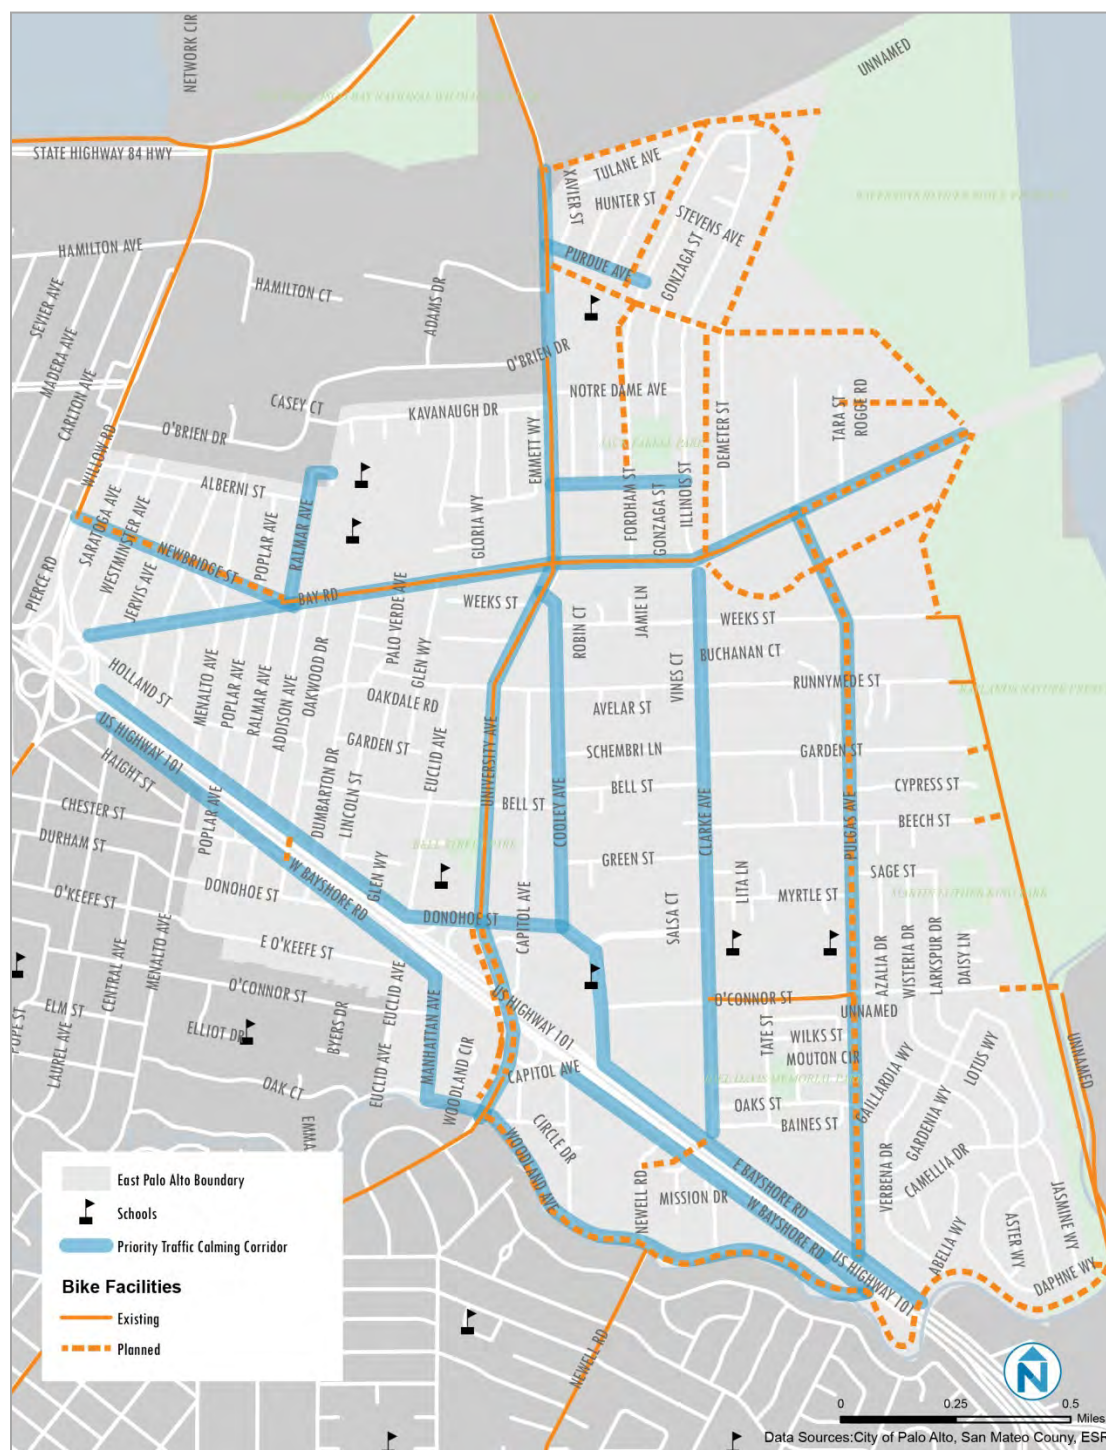 NETWORK CIR
UNNAMED
STATE HIGHWAY 84 HWY
TULANE AVE
XAVIER ST
HUNTER ST
STEVENS AVE
HAMILTON AVE
PURDUE AVE
GONZAGA ST
HAMILTON CT
ADAMS DR
SEVIER AVE
MADERA AVE
CARLTON AVE
O'BRIEN DR
NOTRE DAME AVE
CASEY CT
KAVANAUGH DR
TARA ST
ROGGE RD
DEMETER ST
EMMETT WY
O'BRIEN DR
WILLOW RD
ALBERNI ST
SARATOGA AVE
WESTMINSTER AVE
RALMAR AVE
GLORIA WY
FORDHAM ST
GONZAGA ST
ILLINOIS ST
PIERCE RD
NEWBRIDGE ST
POPLAR AVE
JERVIS AVE
BAY RD
PALO VERDE AVE
WEEKS ST
ROBIN CT
JAMIE LN
WEEKS ST
BUCHANAN CT
HOLLAND ST
MENALTO AVE
POPLAR AVE
RALMAR AVE
ADDISON AVE
OAKWOOD DR
GLEN WY
OAKDALE RD
VINES CT
RUNNYMEDE ST
AVELAR ST
US HIGHWAY 101
GARDEN ST
EUCLID AVE
UNIVERSITY AVE
SCHEMBRI LN
GARDEN ST
HAIGHT ST
CHESTER ST
DUMBARTON DR
LINCOLN ST
BELL ST
BELL ST
CYPRESS ST
COOLEY AVE
CLARKE AVE
PULGAS AVE
BEECH ST
DURHAM ST
POPLAR AVE
GREEN ST
SAGE ST
W BAYSHORE RD
GLEN WY
LITA LN
MYRTLE ST
O'KEEFE ST
DONOHOE ST
DONOHOE ST
CAPITOL AVE
SALSA CT
E O'KEEFE ST
AZALIA DR
WISTERIA DR
LARKSPUR DR
DAISY LN
CENTRAL AVE
MENALTO AVE
O'CONNOR ST
EUCLID AVE
US HIGHWAY 101
O'CONNOR ST
UNNAMED
POPE ST
ELM ST
ELLIOT DR
BYERS DR
TATE ST
WILKS ST
MOUTON CIR
LAUREL AVE
EUCLID AVE
MANHATTAN AVE
WOODLAND CIR
CAPITOL AVE
GAILLARDIA WY
LOTUS WY
UNNAMED
OAK CT
OAKS ST
BAINES ST
GARDENIA WY
EMMA
WOODLAND AVE
CIRCLE DR
CAMELLIA DR
VERBENA DR
E BAYSHORE RD
NEWELL RD
MISSION DR
W BAYSHORE RD
US HIGHWAY 101
ABELIA WY
ASTER WY
JASMINE WY
DAPHNE WY
East Palo Alto Boundary
Schools
Priority Traffic Calming Corridor
Bike Facilities
Existing
Planned
NEWELL RD
N
0 0.25 0.5
Miles
Data Sources:City of Palo Alto, San Mateo Couny, ESR